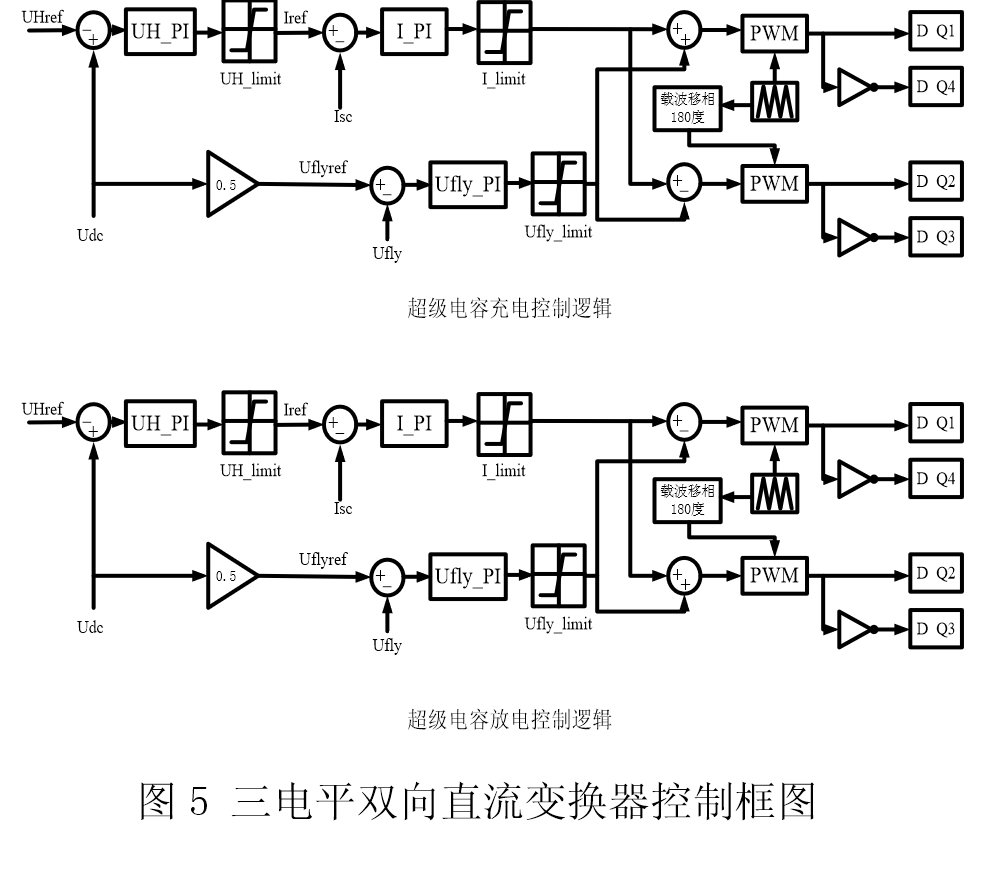 UHref
UH_PI
UH_limit
Iref
Isc
I_PI
I_limit
PWM
D Q1
D Q4
载波移相
180度
Udc
0.5
Uflyref
Ufly
Ufly_PI
Ufly_limit
PWM
D Q2
D Q3
超级电容充电控制逻辑
UHref
UH_PI
UH_limit
Iref
Isc
I_PI
I_limit
PWM
D Q1
D Q4
载波移相
180度
Udc
0.5
Uflyref
Ufly
Ufly_PI
Ufly_limit
PWM
D Q2
D Q3
超级电容放电控制逻辑
图 5 三电平双向直流变换器控制框图